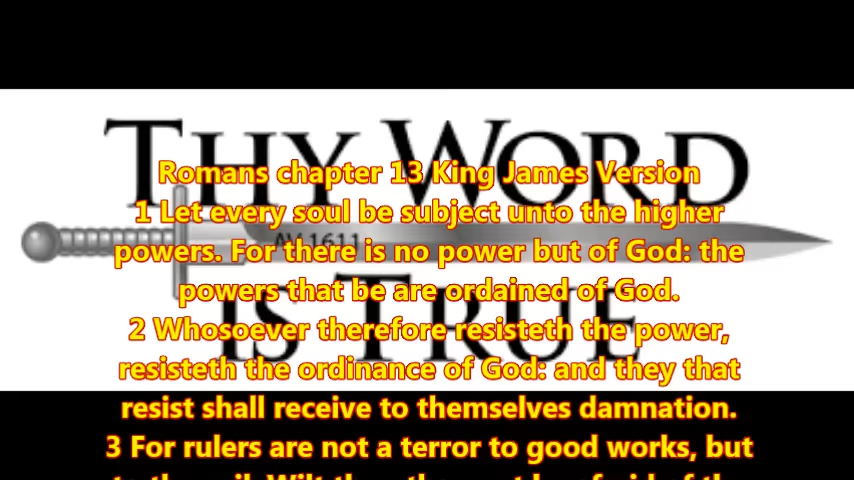 THY WORD
Romans chapter 13 King James Version
1 Let every soul be subject unto the higher
AV 1611
powers. For there is no power but of God: the
powers that be are ordained of God.
IS TRUE
2 Whosoever therefore resisteth the power,
resisteth the ordinance of God: and they that
resist shall receive to themselves damnation.
3 For rulers are not a terror to good works, but